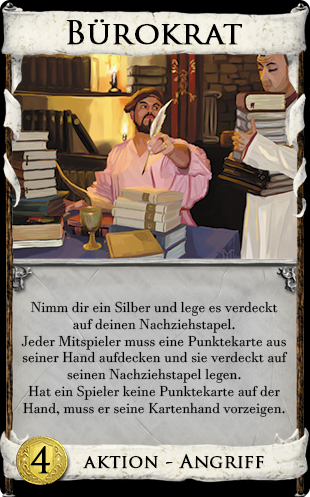 BÜROKRAT
Nimm dir ein Silber und lege es verdeckt
auf deinen Nachziehstapel.
Jeder Mitspieler muss eine Punktekarte aus
seiner Hand aufdecken und sie verdeckt auf
seinen Nachziehstapel legen.
Hat ein Spieler keine Punktekarte auf der
Hand, muss er seine Kartenhand vorzeigen.
4
AKTION - ANGRIFF